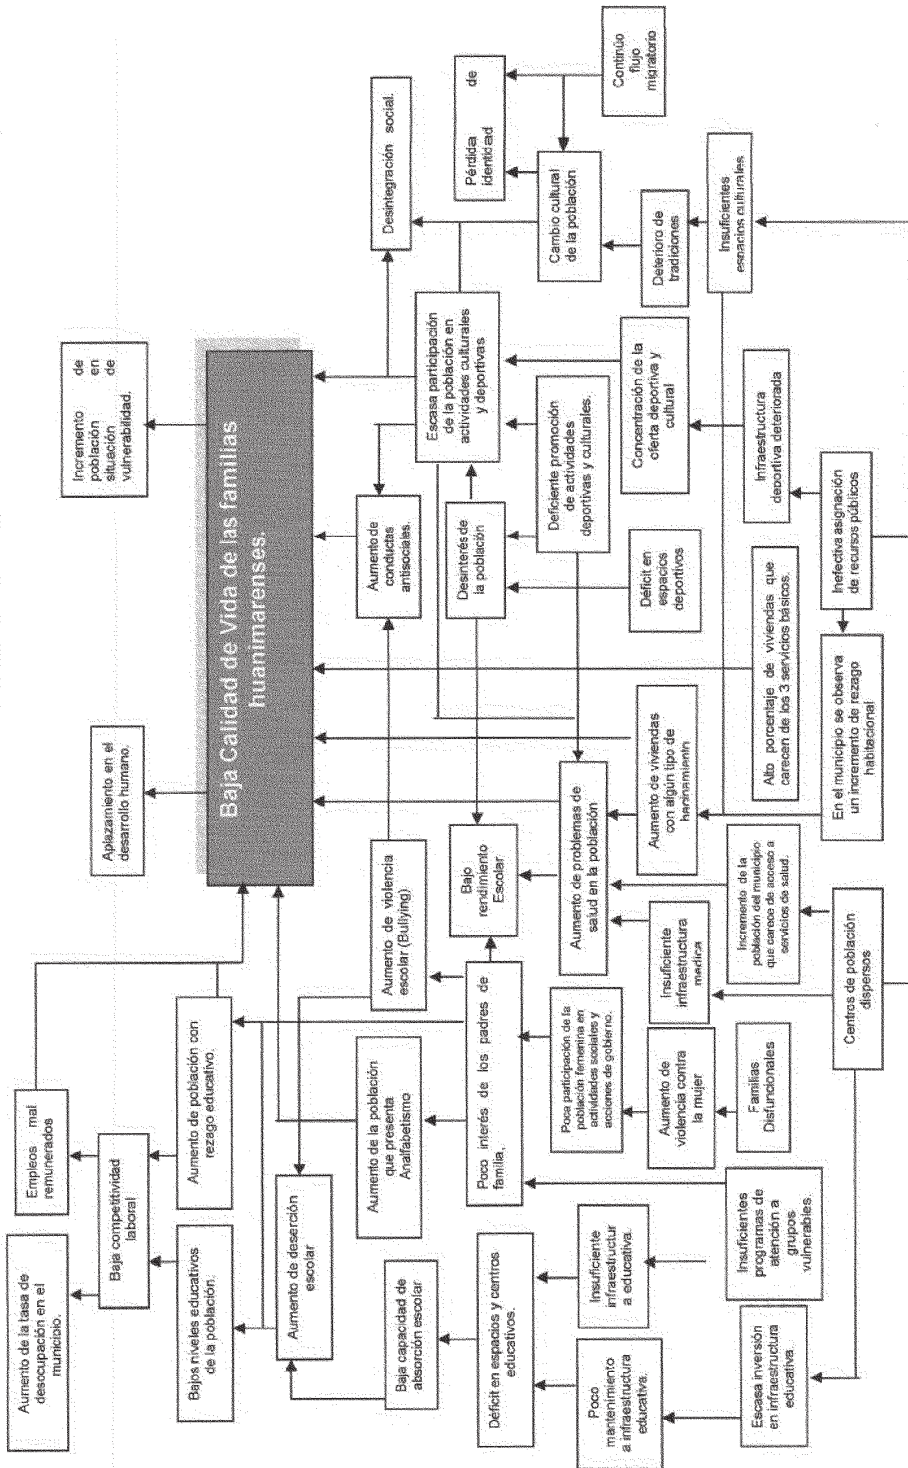 Aumento de la tasa de
desocupación en el
municipio.
Empleos mal
remunerados
Aplazamiento en el
desarrollo humano.
Incremento de
población en
situación de
vulnerabilidad.
Baja competitividad
laboral
Bajos niveles educativos
de la población.
Aumento de población con
rezago educativo.
Baja Calidad de Vida de las familias
huanimarenses.
Aumento de deserción
escolar
Aumento de la población
que presenta
Analfabetismo
Aumento de violencia
escolar (Bullying)
Aumento de
conductas
antisociales.
Desintegración social.
Baja capacidad de
absorción escolar
Poco interés de los padres de
familia,
Bajo
rendimiento
Escolar
Desinterés de
la población
Escasa participación
de la población en
actividades culturales
y deportivas
Pérdida de
identidad
Déficit en espacios y centros
educativos.
Poca participación de la
población femenina en
actividades sociales y
acciones de gobierno.
Aumento de problemas de
salud en la población
Deficiente promoción
de actividades
deportivas y culturales.
Cambio cultural
de la población
Continúo
flujo
migratorio
Poco
mantenimiento
a infraestructura
educativa.
Insuficiente
infraestructur
a educativa.
Aumento de
violencia contra
la mujer
Insuficiente
infraestructura
medica
Aumento de viviendas
con algún tipo de
hacinamiento
Déficit en
espacios
deportivos
Concentración de la
oferta deportiva y
cultural
Deterioro de
tradiciones
Escasa inversión
en infraestructura
educativa
Insuficientes
programas de
atención a
grupos
vulnerables.
Familias
Disfuncionales
Incremento de la
población del municipio
que carece de acceso a
servicios de salud.
Alto porcentaje de viviendas que
carecen de los 3 servicios básicos.
Infraestructura
deportiva deteriorada
Insuficientes
espacios culturales
Centros de población
dispersos
En el municipio se observa
un incremento de rezago
habitacional
Inefectiva asignación
de recursos públicos